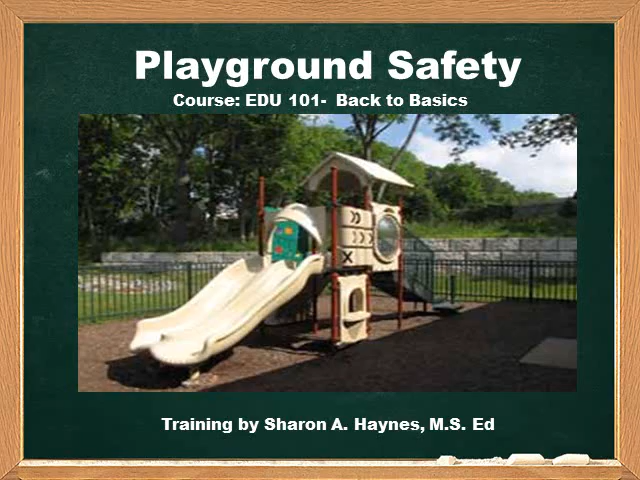 Playground Safety
Course: EDU 101-  Back to Basics
Training by Sharon A. Haynes, M.S. Ed